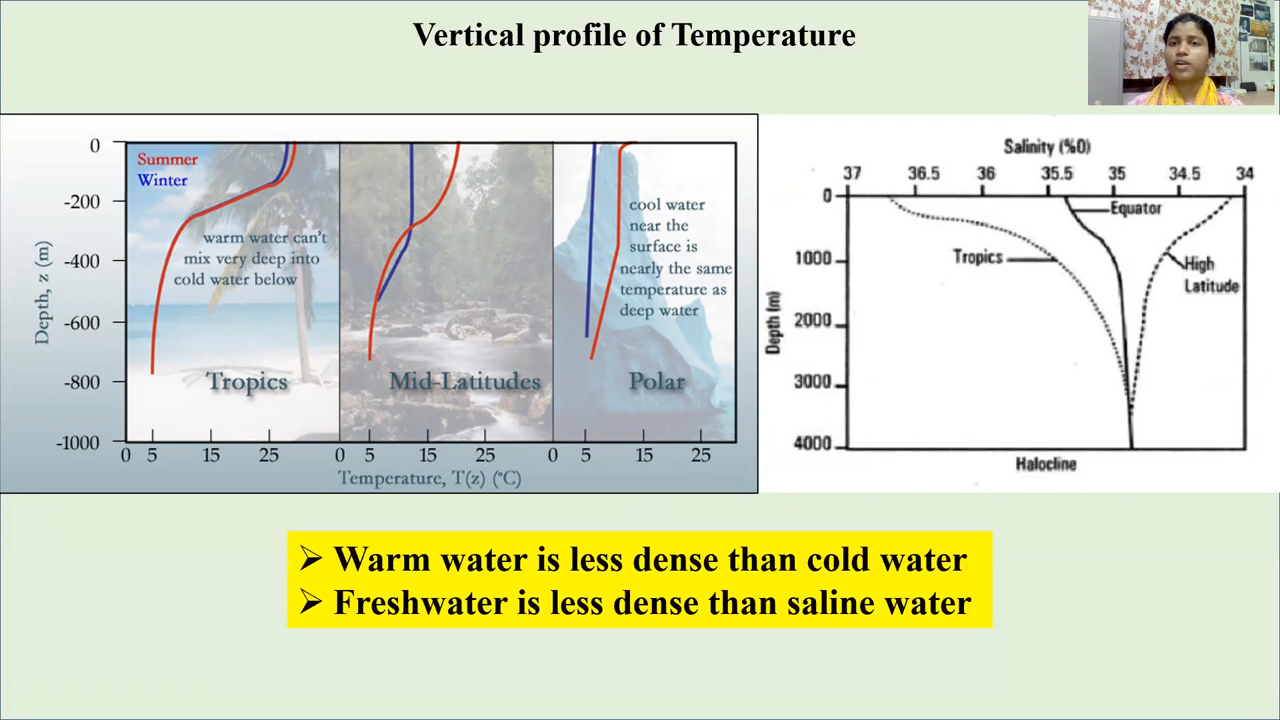 Vertical profile of Temperature
0
-200
-400
-600
-800
-1000
Depth, z (m)
Summer
Winter
warm water can't
mix very deep into
cold water below
Tropics
Mid-Latitudes
cool water
near the
surface is
nearly the same
temperature as
deep water
Polar
0 5 15 25 0 5 15 25 0 5 15 25
Temperature, T(z) (°C)
Salinity (%0)
37 36.5 36 35.5 35 34.5 34
0
1000
2000
3000
4000
Depth (m)
Equator
Tropics
High
Latitude
Halocline
➢ Warm water is less dense than cold water
➢ Freshwater is less dense than saline water